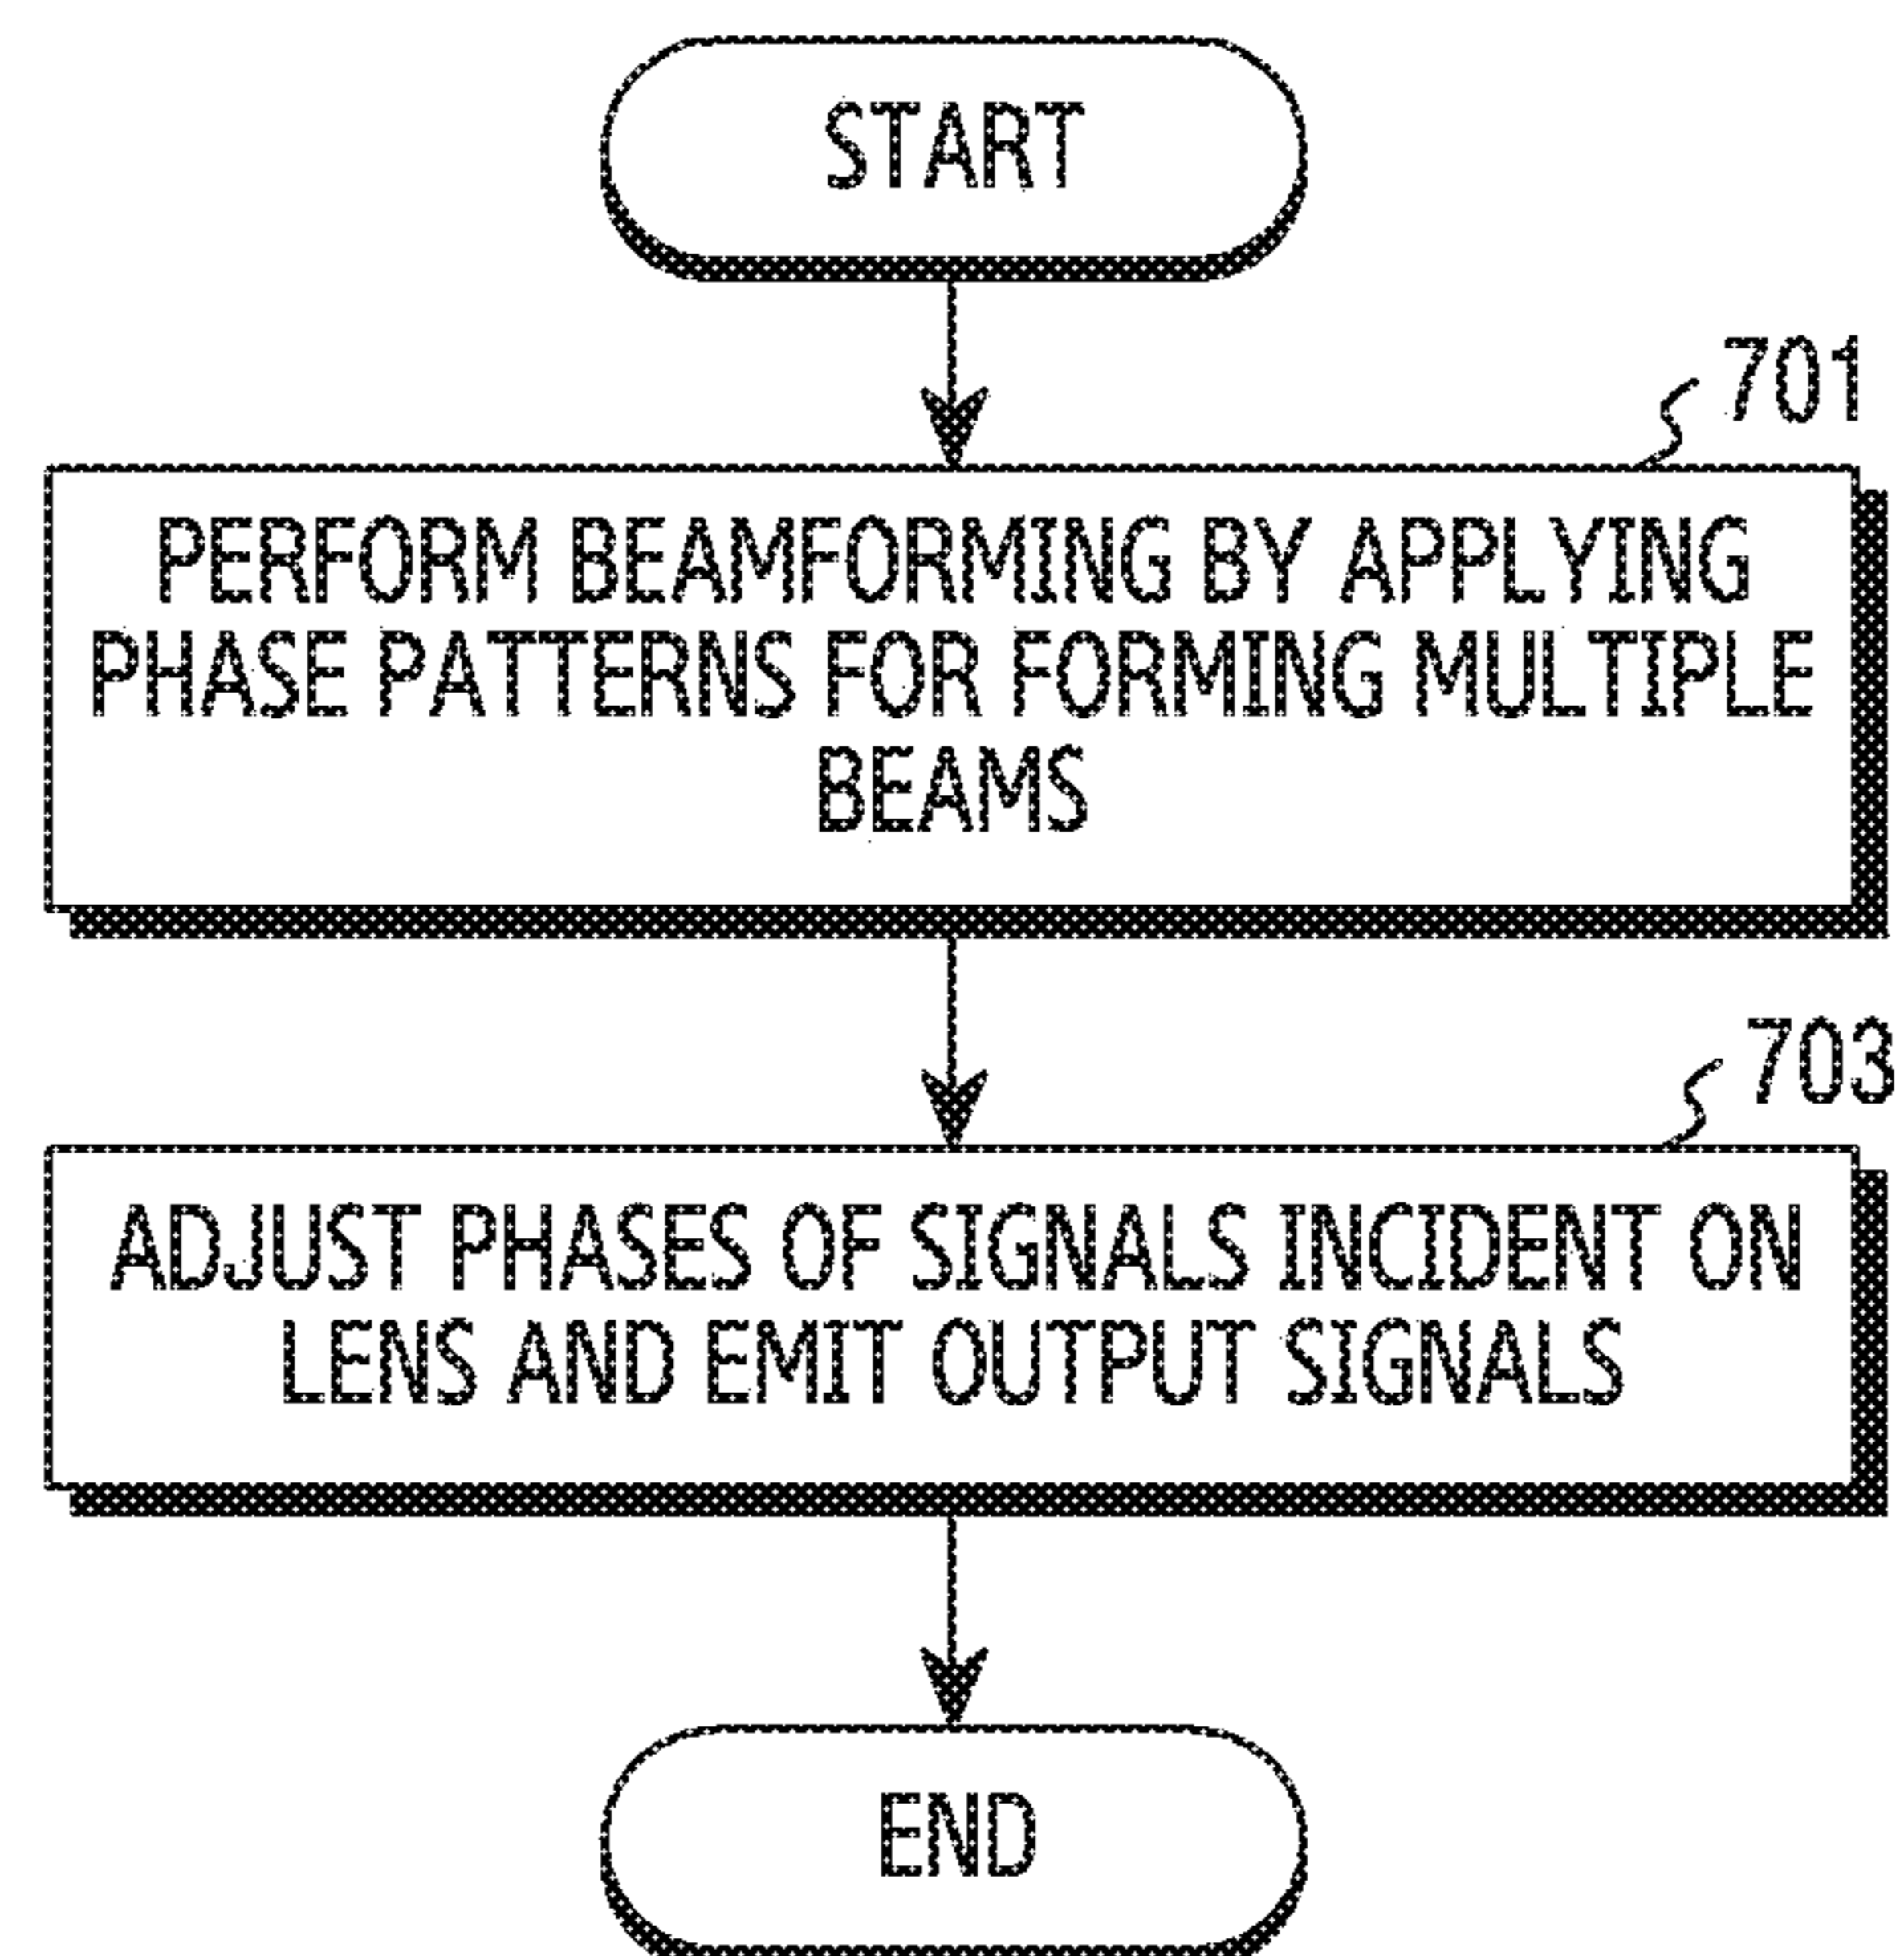 START
701
PERFORM BEAMFORMING BY APPLYING
PHASE PATTERNS FOR FORMING MULTIPLE
BEAMS
703
ADJUST PHASES OF SIGNALS INCIDENT ON
LENS AND EMIT OUTPUT SIGNALS
END